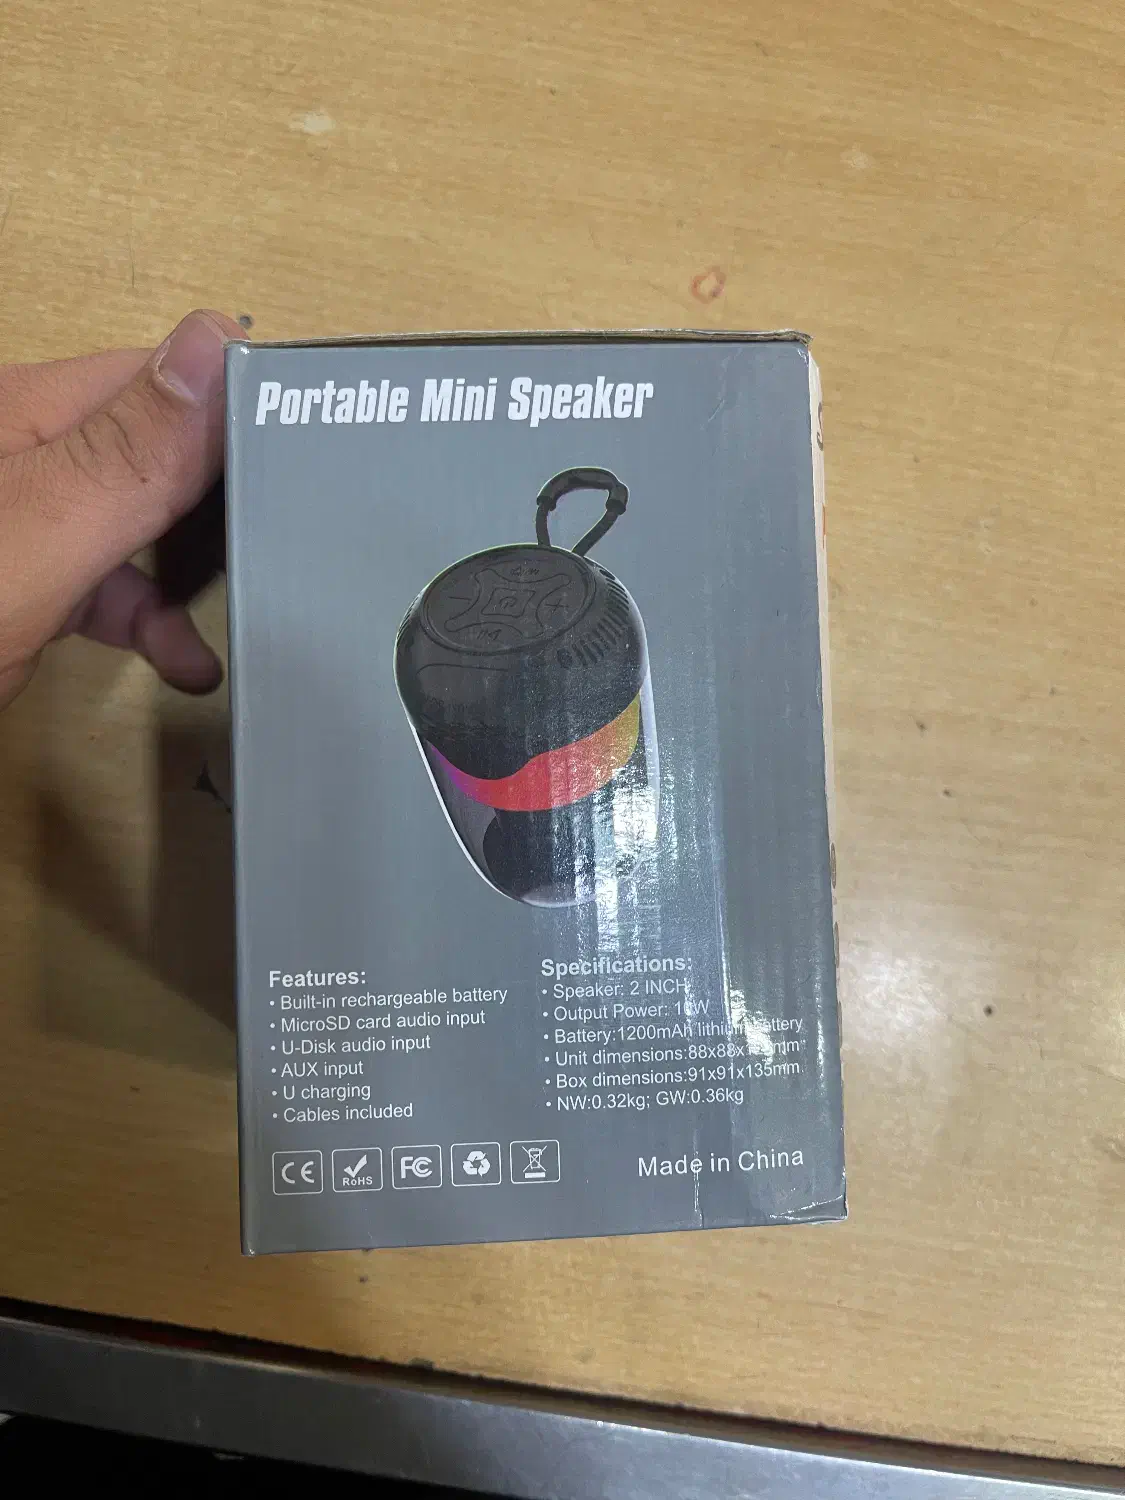 Portable Mini Speaker
Features:
• Built-in rechargeable battery
• MicroSD card audio input
• U-Disk audio input
• AUX input
• U charging
• Cables included
Specifications:
• Speaker: 2 INCH
• Output Power:
• Battery:1200mAh lithium battery
• Unit
• Box dimensions:91x91x135mm
• NW:0.32kg; GW:0.36kg
CE
RoHS
FC
Made in China